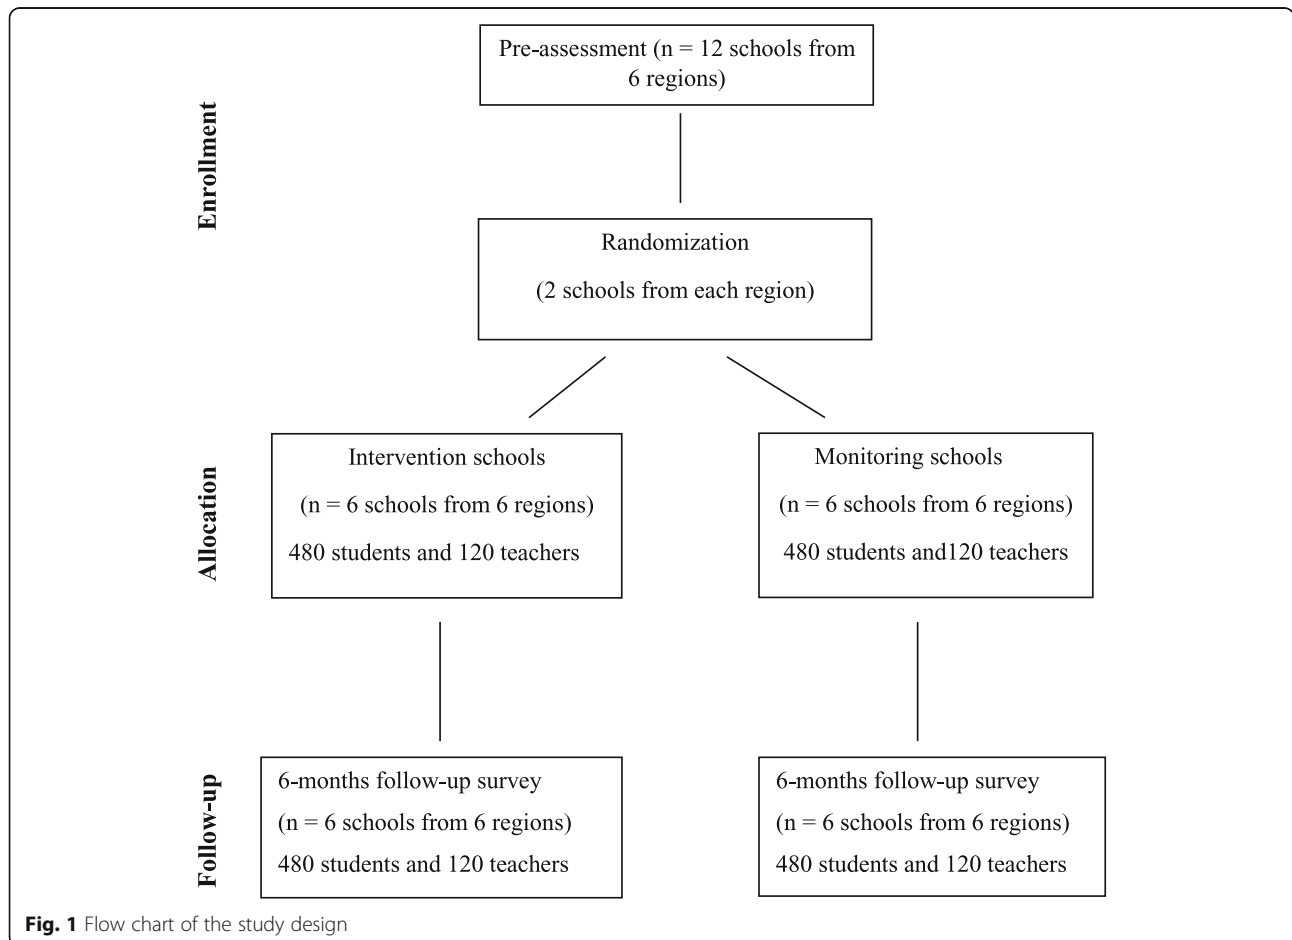 Enrollment
Pre-assessment (n = 12 schools from
6 regions)
Randomization
(2 schools from each region)
Allocation
Intervention schools
(n = 6 schools from 6 regions)
480 students and 120 teachers
Monitoring schools
(n = 6 schools from 6 regions)
480 students and120 teachers
Follow-up
6-months follow-up survey
(n = 6 schools from 6 regions)
480 students and 120 teachers
6-months follow-up survey
(n = 6 schools from 6 regions)
480 students and 120 teachers
Fig. 1 Flow chart of the study design